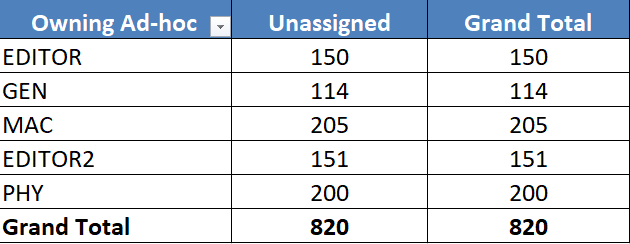 Owning Ad-hoc Unassigned Grand Total
EDITOR 150 150
GEN 114 114
MAC 205 205
EDITOR2 151 151
PHY 200 200
Grand Total 820 820